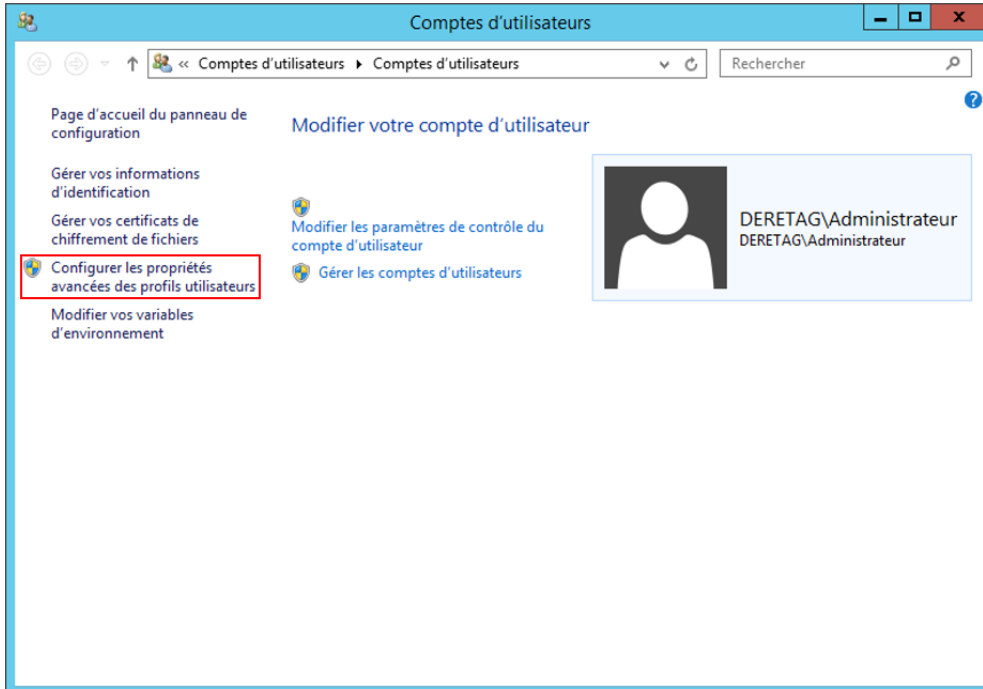 Comptes d'utilisateurs
« Comptes d'utilisateurs Comptes d'utilisateurs
Rechercher
Page d'accueil du panneau de
configuration
Gérer vos informations
d'identification
Gérer vos certificats de
chiffrement de fichiers
Configurer les propriétés
avancées des profils utilisateurs
Modifier vos variables
d'environnement
Modifier votre compte d'utilisateur
Modifier les paramètres de contrôle du
compte d'utilisateur
Gérer les comptes d'utilisateurs
DERETAG\Administrateur
DERETAG\Administrateur